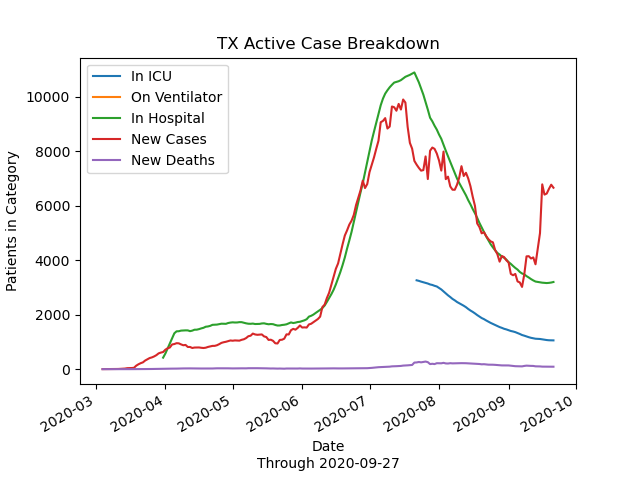 TX Active Case Breakdown
In ICU
On Ventilator
In Hospital
New Cases
New Deaths
Patients in Category
10000
8000
6000
4000
2000
0
2020-03
2020-04
2020-05
2020-06
2020-07
2020-08
2020-09
2020-10
Date
Through 2020-09-27